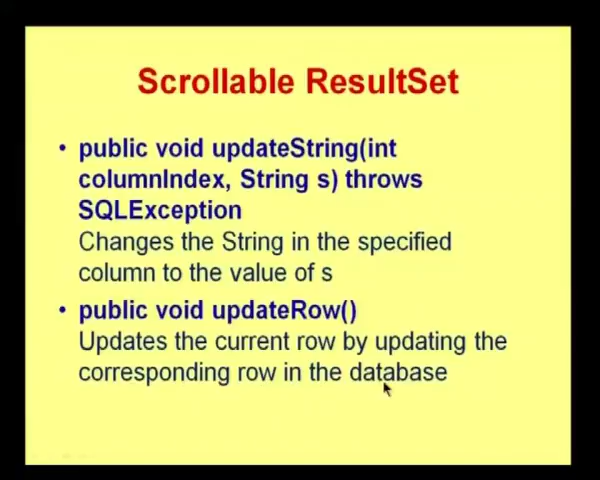 Scrollable ResultSet
• public void updateString(int
columnIndex, String s) throws
SQLException
Changes the String in the specified
column to the value of s
• public void updateRow()
Updates the current row by updating the
corresponding row in the database